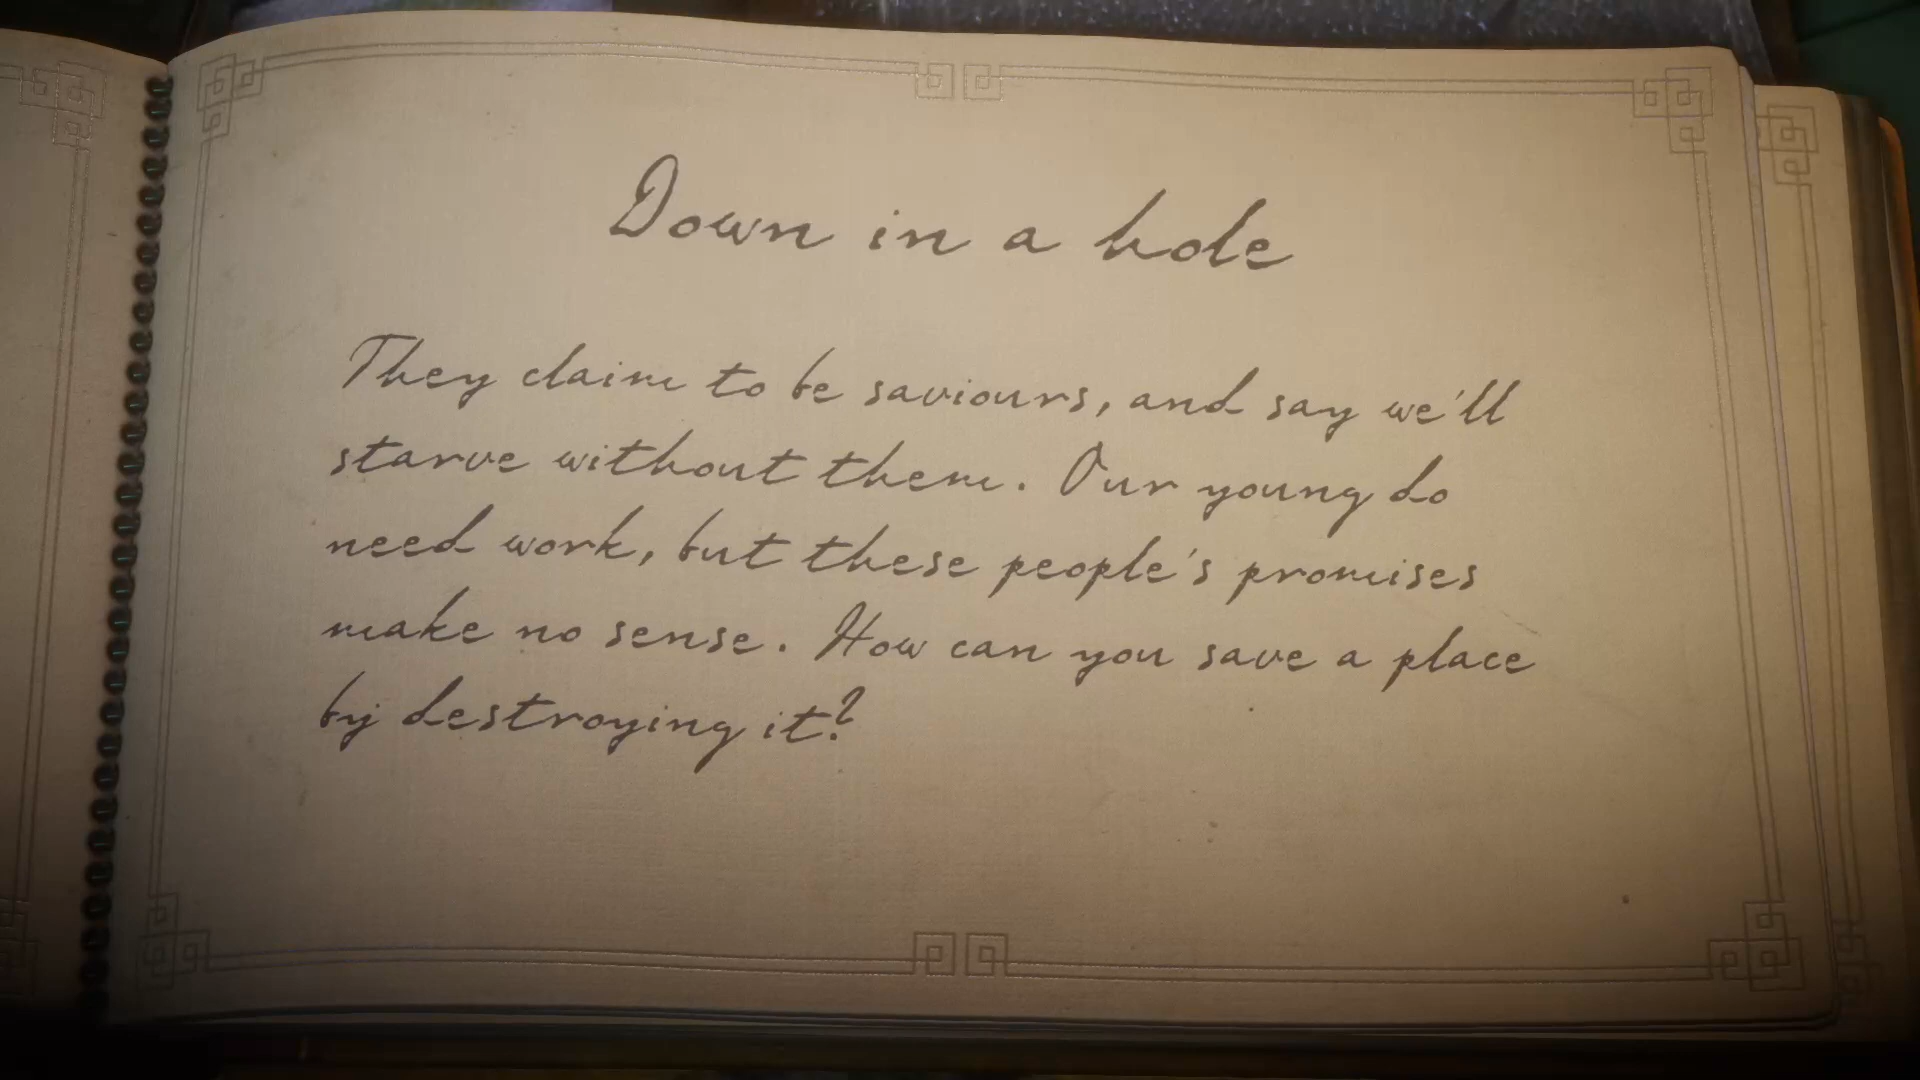 Down in a hole
They claim to be saviours, and say we'll
starve without them. Our young do
need work, but these people's promises
make no sense. How can you save a place
by destroying it?